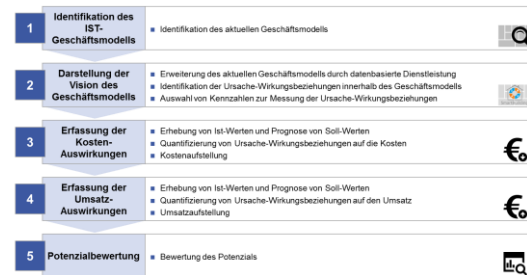 1
Identifikation des
IST-
Geschäftsmodells
Identifikation des aktuellen Geschäftsmodells
2
Darstellung der
Vision des
Geschäftsmodells
Erweiterung des aktuellen Geschäftsmodells durch datenbasierte Dienstleistung
Identifikation der Ursache-Wirkungsbeziehungen innerhalb des Geschäftsmodells
Auswahl von Kennzahlen zur Messung der Ursache-Wirkungsbeziehungen
3
Erfassung der
Kosten-
Auswirkungen
Erhebung von Ist-Werten und Prognose von Soll-Werten
Quantifizierung von Ursache-Wirkungsbeziehungen auf die Kosten
Kostenaufstellung
€
4
Erfassung der
Umsatz-
Auswirkungen
Erhebung von Ist-Werten und Prognose von Soll-Werten
Quantifizierung von Ursache-Wirkungsbeziehungen auf den Umsatz
Umsatzaufstellung
€
5
Potenzialbewertung
Bewertung des Potenzials